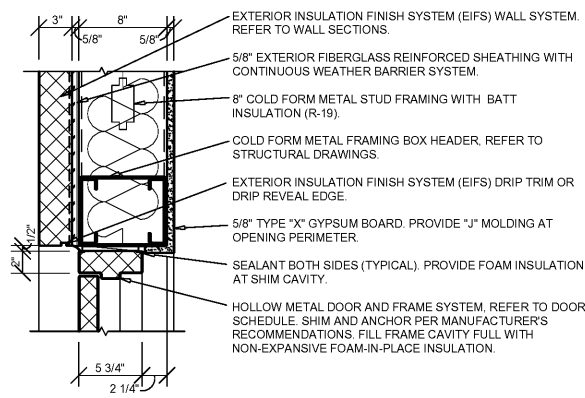 3"
8"
5/8"
5/8"
EXTERIOR INSULATION FINISH SYSTEM (EIFS) WALL SYSTEM.
REFER TO WALL SECTIONS.
5/8" EXTERIOR FIBERGLASS REINFORCED SHEATHING WITH
CONTINUOUS WEATHER BARRIER SYSTEM.
8" COLD FORM METAL STUD FRAMING WITH BATT
INSULATION (R-19).
COLD FORM METAL FRAMING BOX HEADER, REFER TO
STRUCTURAL DRAWINGS.
EXTERIOR INSULATION FINISH SYSTEM (EIFS) DRIP TRIM OR
DRIP REVEAL EDGE.
5/8" TYPE "X" GYPSUM BOARD. PROVIDE "J" MOLDING AT
OPENING PERIMETER.
1/2"
2"
SEALANT BOTH SIDES (TYPICAL). PROVIDE FOAM INSULATION
AT SHIM CAVITY.
HOLLOW METAL DOOR AND FRAME SYSTEM, REFER TO DOOR
SCHEDULE. SHIM AND ANCHOR PER MANUFACTURER'S
RECOMMENDATIONS. FILL FRAME CAVITY FULL WITH
NON-EXPANSIVE FOAM-IN-PLACE INSULATION.
5 3/4"
2 1/4"